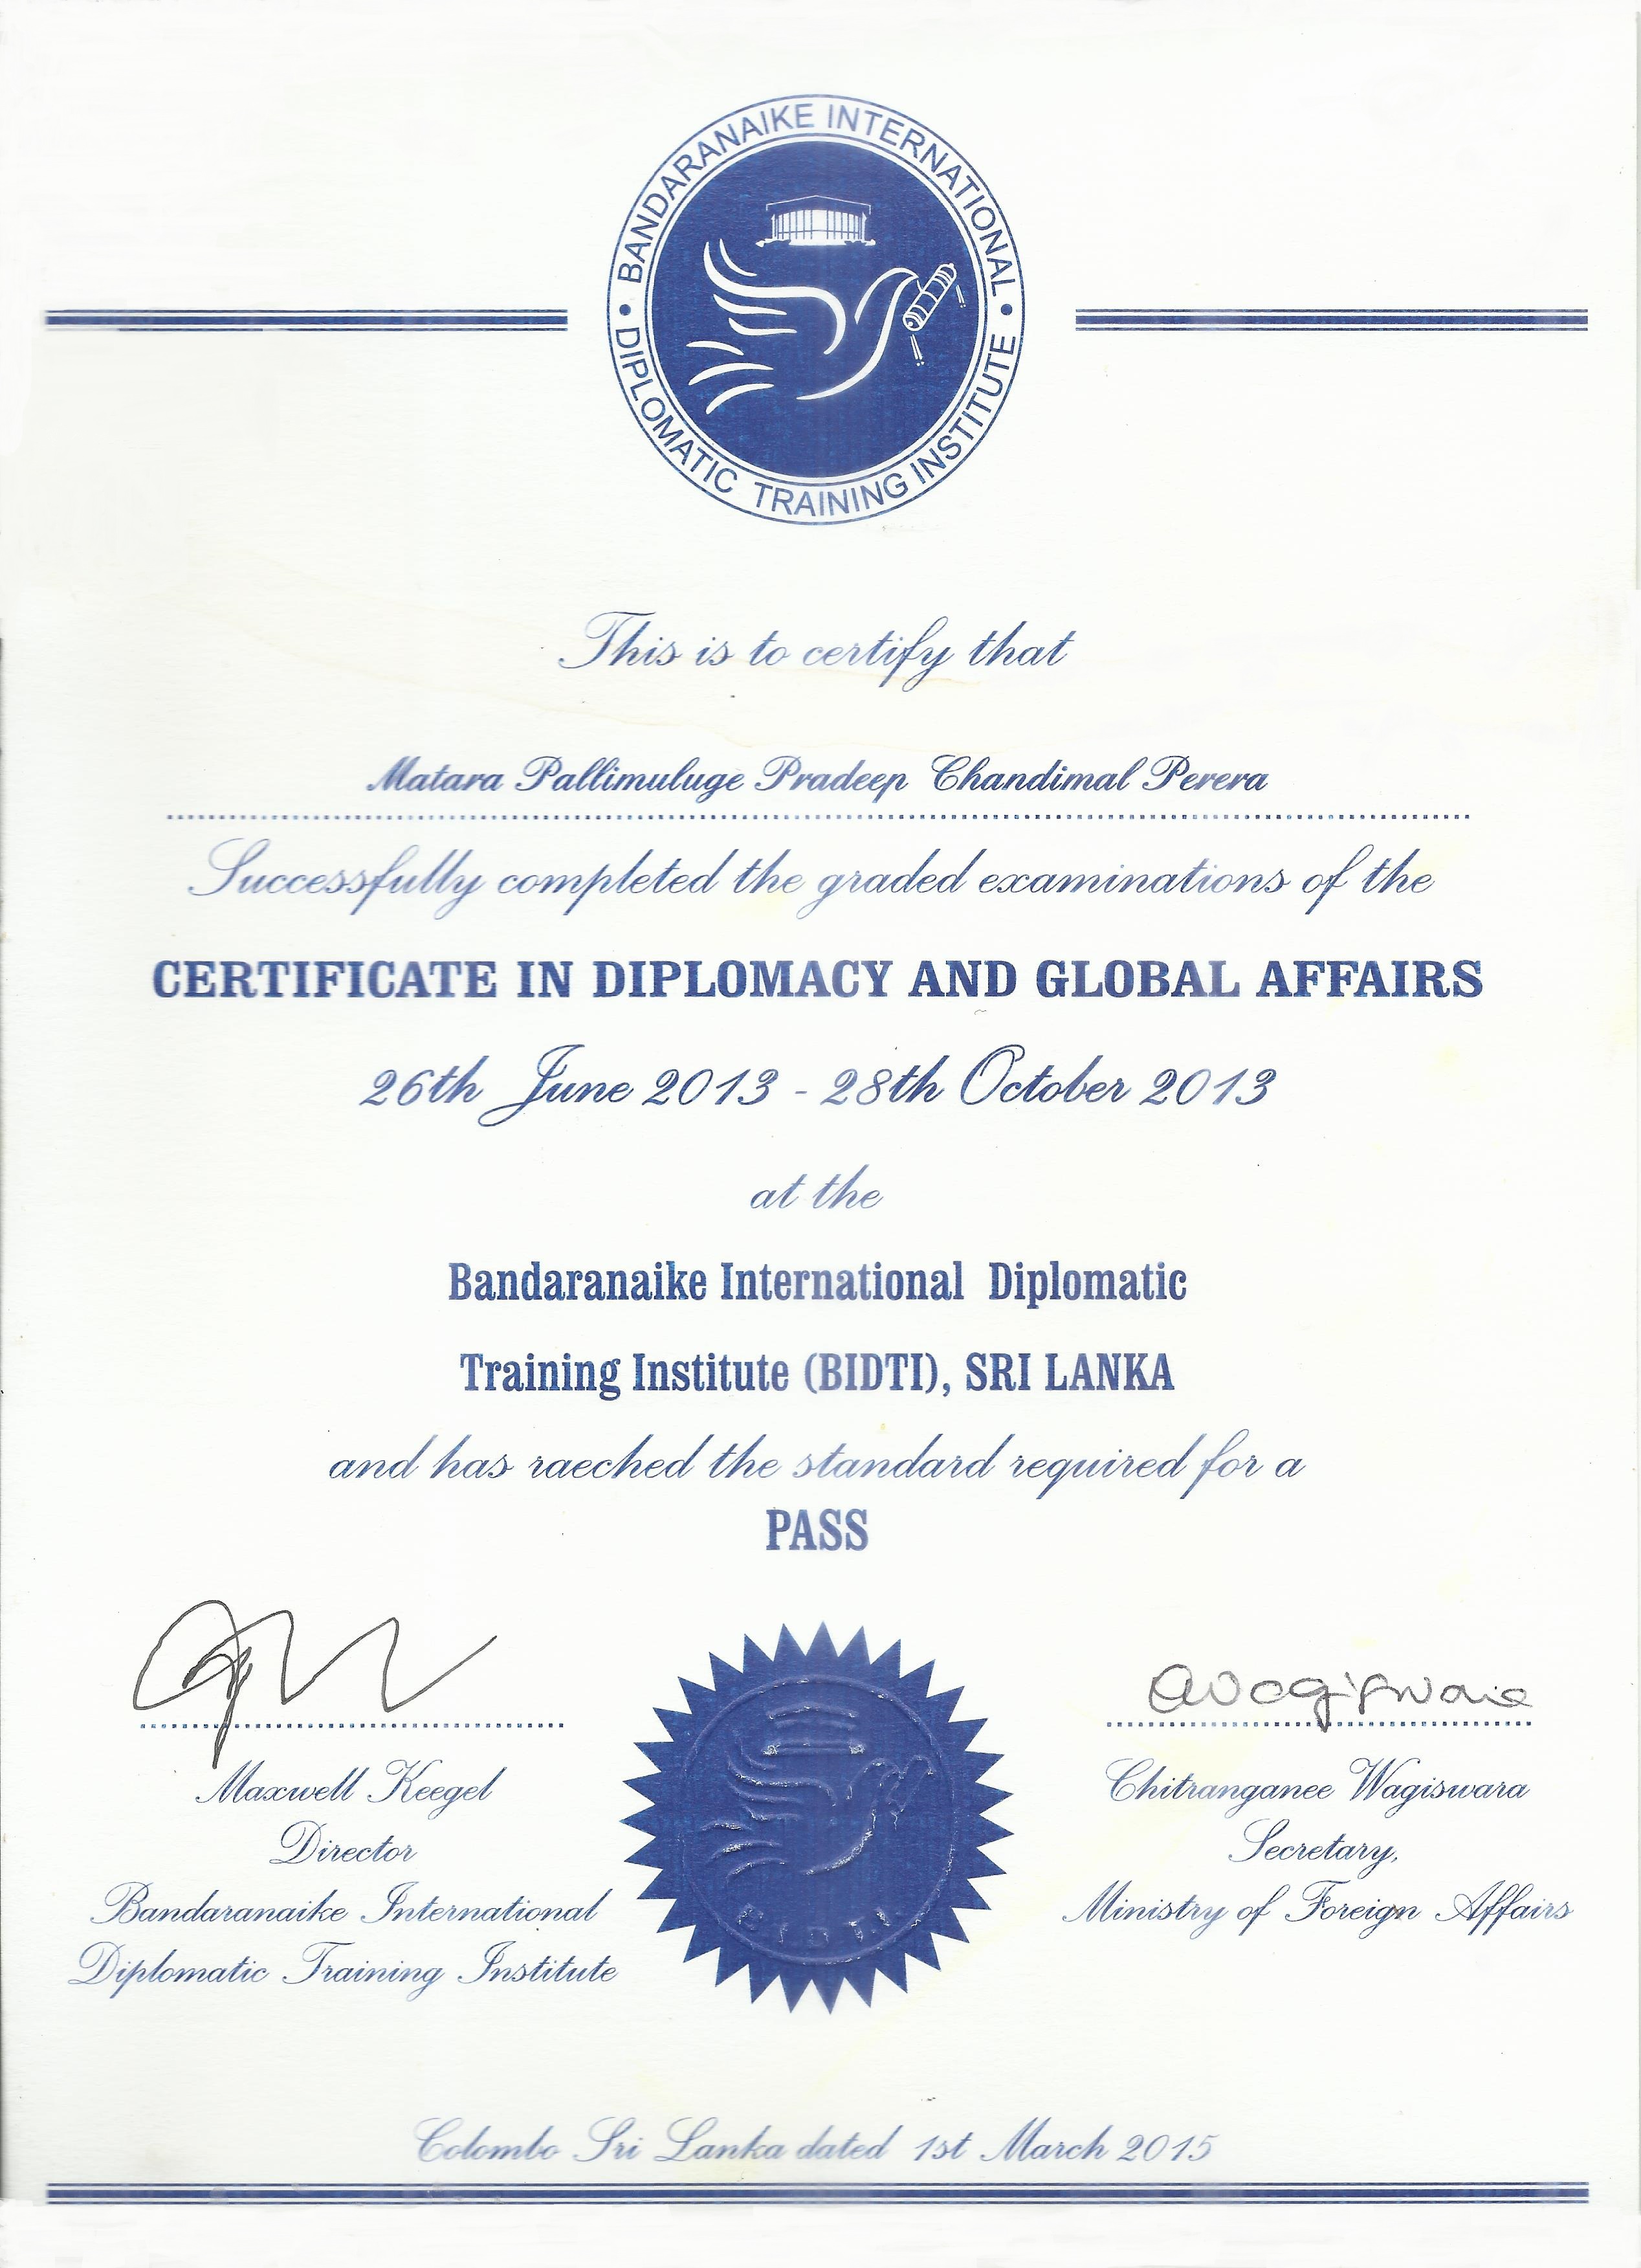 BANDARANAIKE INTERNATIONAL
• DIPLOMATIC TRAINING INSTITUTE •
This is to certify that
Matara Pallimuluge Pradeep Chandimal Perera
Successfully completed the graded examinations of the
CERTIFICATE IN DIPLOMACY AND GLOBAL AFFAIRS
26th June 2013 - 28th October 2013
at the
Bandaranaike International Diplomatic
Training Institute (BIDTI), SRI LANKA
and has raeched the standard required for a
PASS
Maxwell Keegel
Director
Bandaranaike International
Diplomatic Training Institute
BIDTI
Chitranganee Wagiswara
Secretary,
Ministry of Foreign Affairs
Colombo Sri Lanka dated 1st March 2015